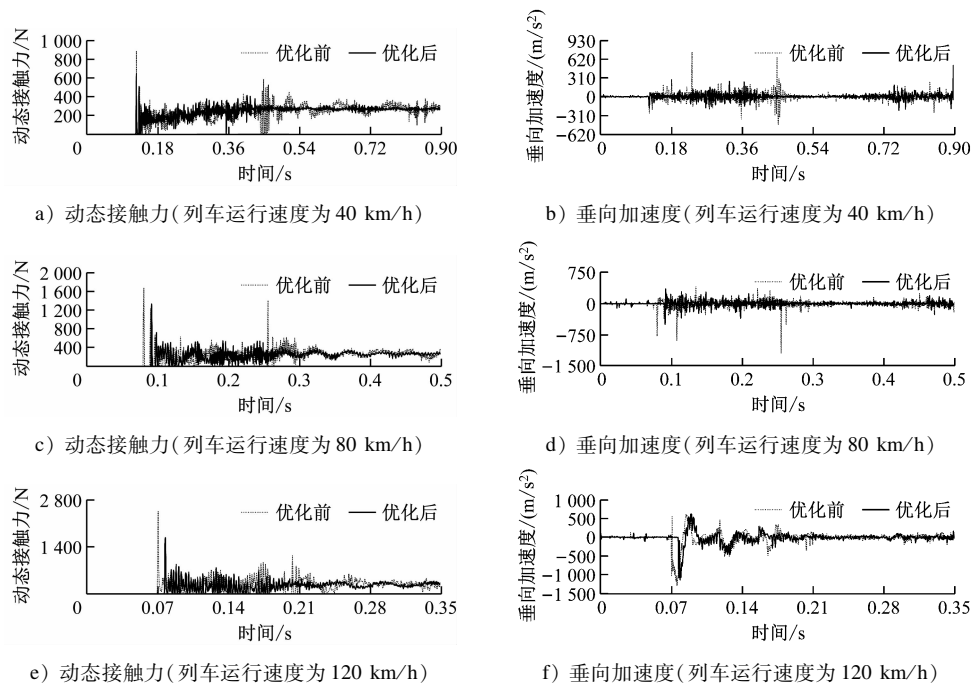 动态接触力/N
1 000
800
600
400
200
0
0.18
0.36
0.54
0.72
0.90
优化前
优化后
时间/s
a) 动态接触力(列车运行速度为 40 km/h)
垂向加速度/(m/s²)
930
620
310
0
−310
−620
0
0.18
0.36
0.54
0.72
0.90
优化前
优化后
时间/s
b) 垂向加速度(列车运行速度为 40 km/h)
动态接触力/N
2 000
1 600
1 200
800
400
0
0.1
0.2
0.3
0.4
0.5
优化前
优化后
时间/s
c) 动态接触力(列车运行速度为 80 km/h)
垂向加速度/(m/s²)
750
0
−750
−1 500
0
0.1
0.2
0.3
0.4
0.5
优化前
优化后
时间/s
d) 垂向加速度(列车运行速度为 80 km/h)
动态接触力/N
2 800
1 400
0
0.07
0.14
0.21
0.28
0.35
优化前
优化后
时间/s
e) 动态接触力(列车运行速度为 120 km/h)
垂向加速度/(m/s²)
1 000
500
0
−500
−1 000
−1 500
0
0.07
0.14
0.21
0.28
0.35
优化前
优化后
时间/s
f) 垂向加速度(列车运行速度为 120 km/h)